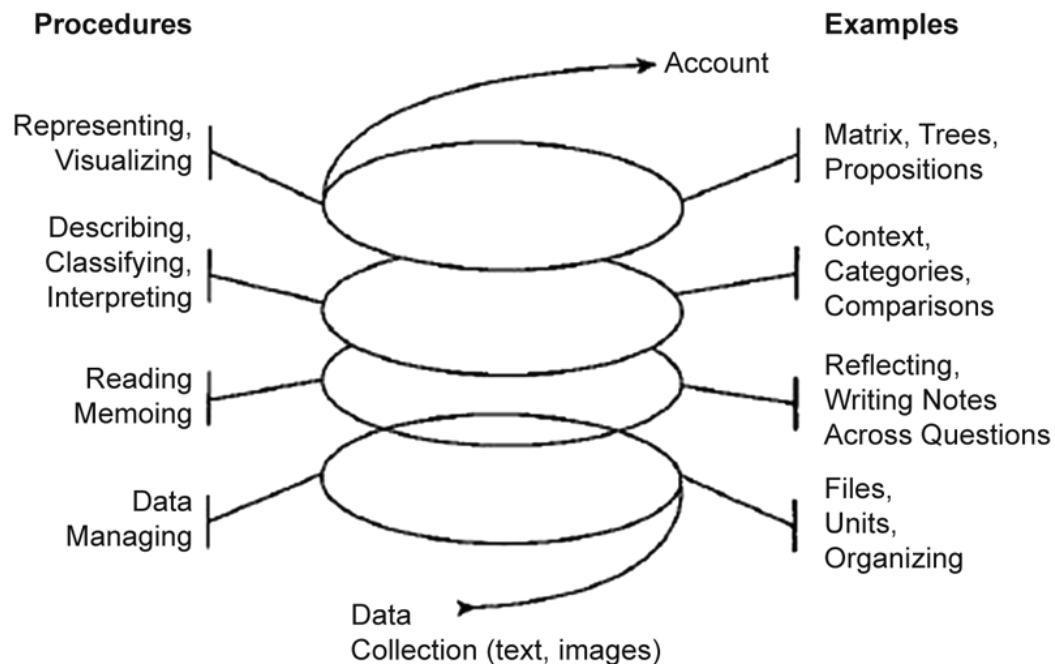 Procedures
Examples
Account
Representing,
Visualizing
Matrix, Trees,
Propositions
Describing,
Classifying,
Interpreting
Context,
Categories,
Comparisons
Reading
Memoing
Reflecting,
Writing Notes
Across Questions
Data
Managing
Files,
Units,
Organizing
Data
Collection (text, images)